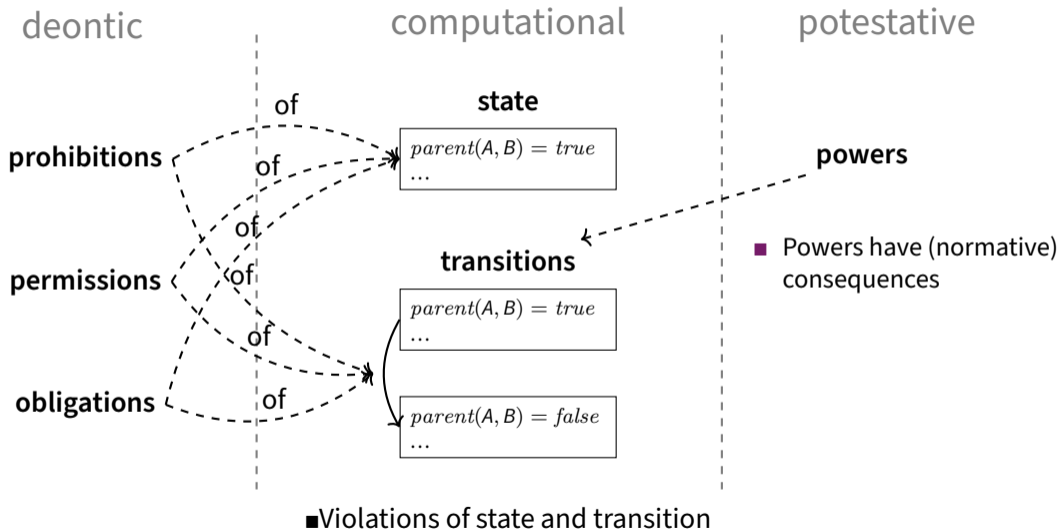 deontic
computational
potestative
of
state
prohibitions
parent(A, B) = true
...
of
powers
of
transitions
Powers have (normative)
consequences
permissions
of
parent(A, B) = true
...
of
obligations
of
parent(A, B) = false
...
Violations of state and transition